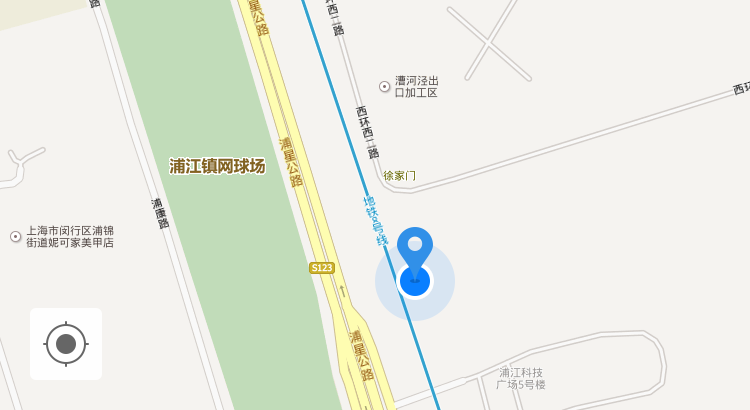 路
浦星公路
环西二路
漕河泾出
口加工区
西环
西环西二路
浦星公路
浦江镇网球场
徐家门
浦康路
地铁8号线
上海市闵行区浦锦
街道妮可家美甲店
S123
浦星公路
浦江科技
广场5号楼